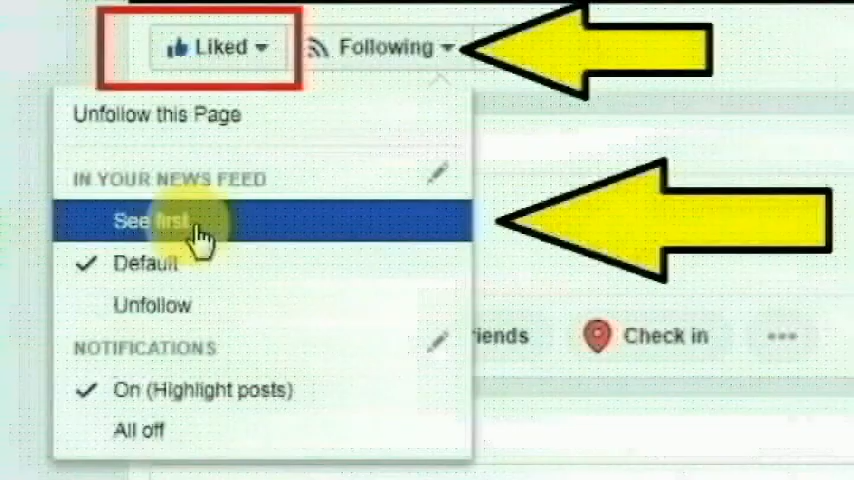 Liked Following
Unfollow this Page
IN YOUR NEWS FEED
See first
Default
Unfollow
riends Check in
NOTIFICATIONS
On (Highlight posts)
All off